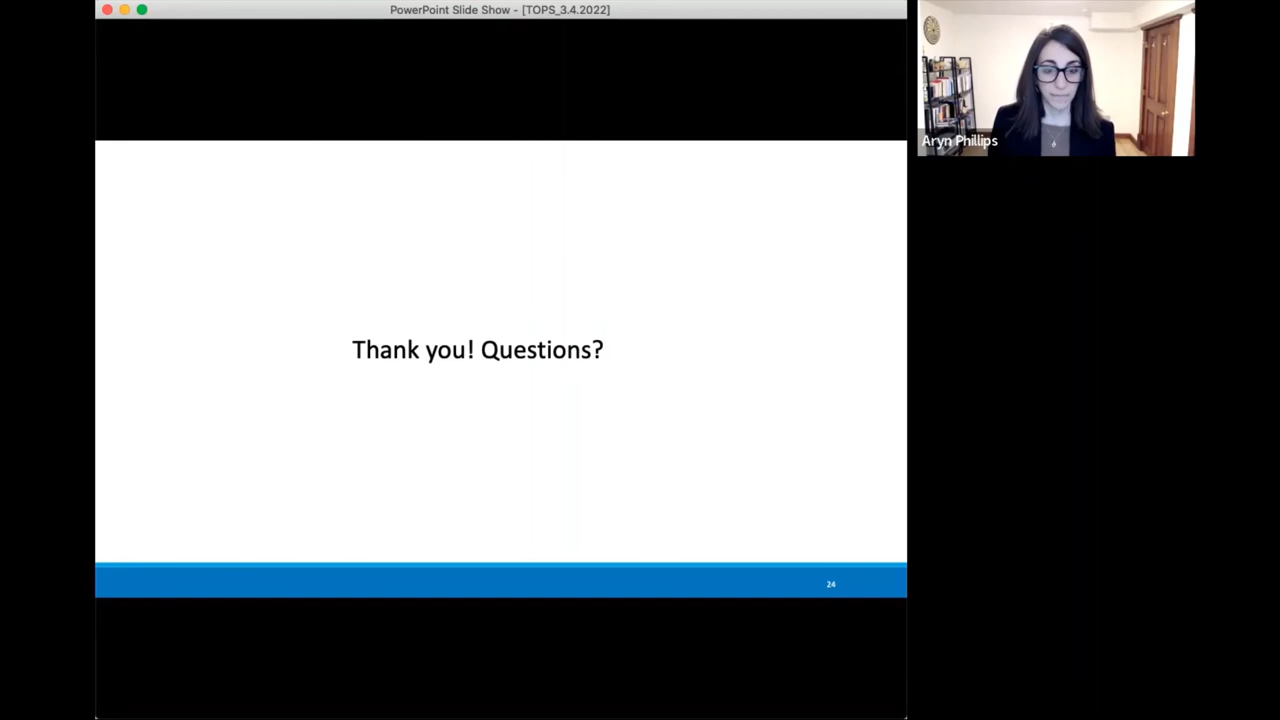 PowerPoint Slide Show - [TOPS_3.4.2022]
Aryn Phillips
Thank you! Questions?
24